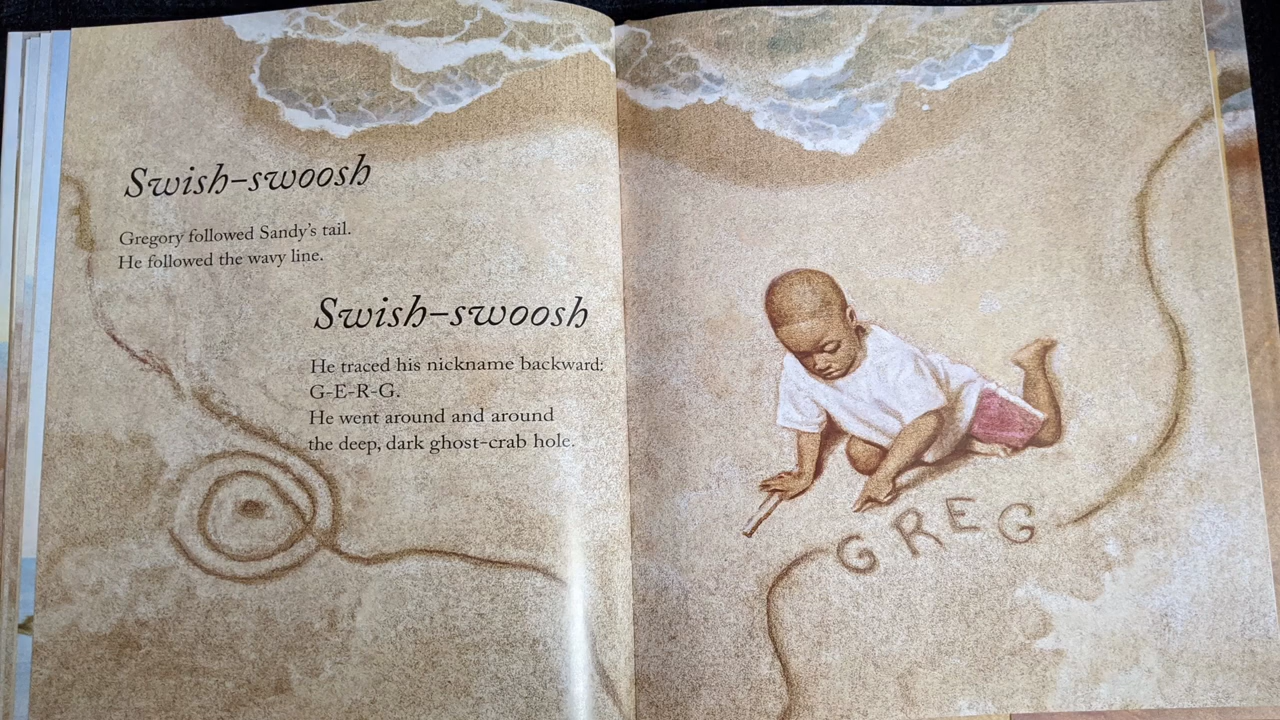 Swish-swoosh
Gregory followed Sandy's tail.
He followed the wavy line.
Swish-swoosh
He traced his nickname backward:
G-E-R-G.
He went around and around
the deep, dark ghost-crab hole.
GREG